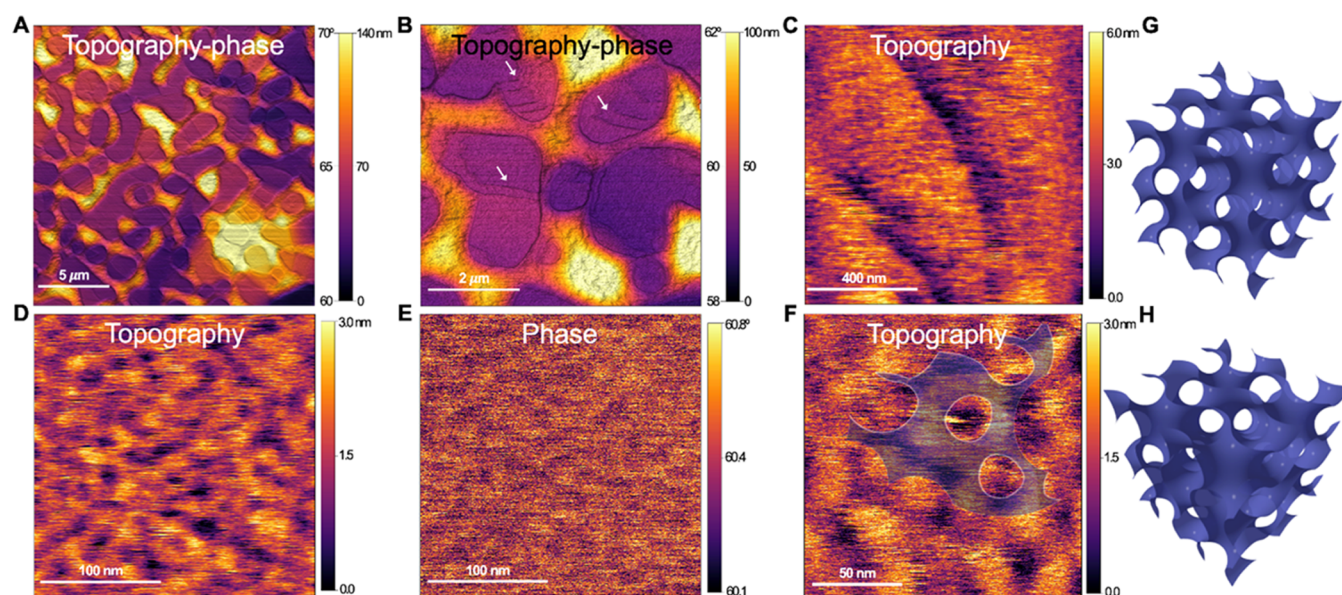 A
Topography-phase
70° 140 nm
65 70
60 0
5 μm
B
Topography-phase
62° 100 nm
60 50
58 0
2 μm
C
Topography
6.0 nm
3.0
0.0
400 nm
G
D
Topography
3.0 nm
1.5
0.0
100 nm
E
Phase
60.8°
60.4
60.1
100 nm
F
Topography
3.0 nm
1.5
0.0
50 nm
H